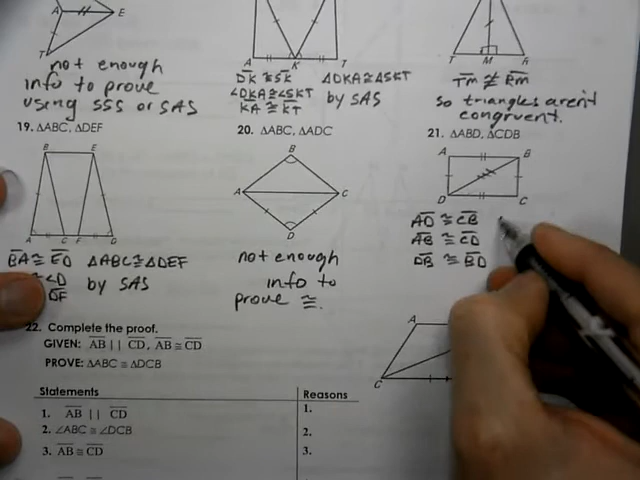 A E
T
not enough
info to prove
using SSS or SAS
A K T
DK ≅ SK
∠DKA ≅ ∠SKT
KA ≅ KT
ΔDKA ≅ ΔSKT
by SAS
T M R
TM ≇ RM
so triangles aren't
congruent.
19. ΔABC, ΔDEF
B E
A C F D
BA ≅ ED
≅ ∠D
DF
ΔABC ≅ ΔDEF
by SAS
20. ΔABC, ΔADC
B
A C
D
not enough
info to
prove ≅.
21. ΔABD, ΔCDB
A B
D C
AD ≅ CB
AB ≅ CD
DB ≅ BD
22. Complete the proof.
GIVEN: AB || CD, AB ≅ CD
PROVE: ΔABC ≅ ΔDCB
A
C
Statements Reasons
1. AB || CD 1.
2. ∠ABC ≅ ∠DCB 2.
3. AB ≅ CD 3.